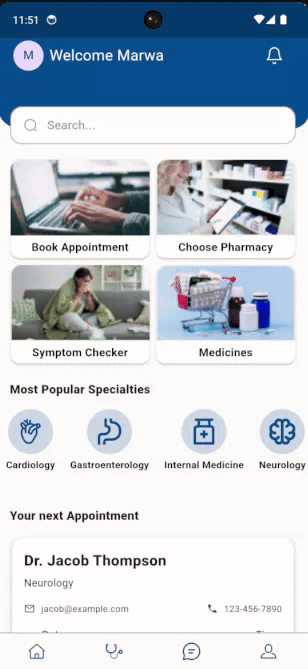 11:51
M Welcome Marwa
Search...
Book Appointment Choose Pharmacy
Symptom Checker Medicines
Most Popular Specialties
Cardiology Gastroenterology Internal Medicine Neurology
Your next Appointment
Dr. Jacob Thompson
Neurology
jacob@example.com 123-456-7890